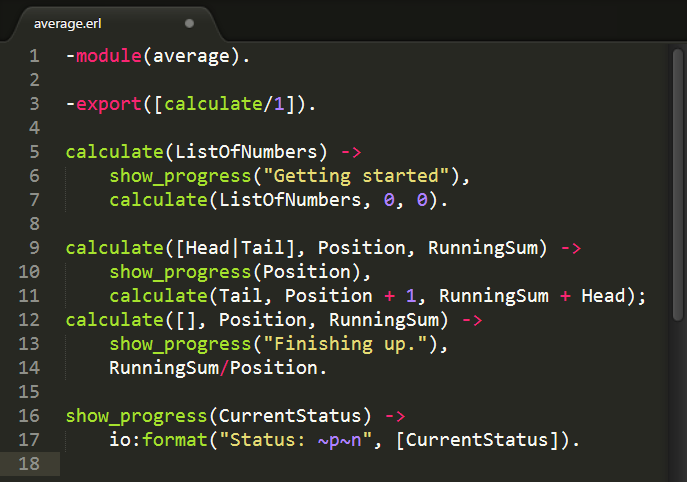 average.erl
1 -module(average).
2
3 -export([calculate/1]).
4
5 calculate(ListOfNumbers) ->
6     show_progress("Getting started"),
7     calculate(ListOfNumbers, 0, 0).
8
9 calculate([Head|Tail], Position, RunningSum) ->
10     show_progress(Position),
11     calculate(Tail, Position + 1, RunningSum + Head);
12 calculate([], Position, RunningSum) ->
13     show_progress("Finishing up."),
14     RunningSum/Position.
15
16 show_progress(CurrentStatus) ->
17     io:format("Status: ~p~n", [CurrentStatus]).
18